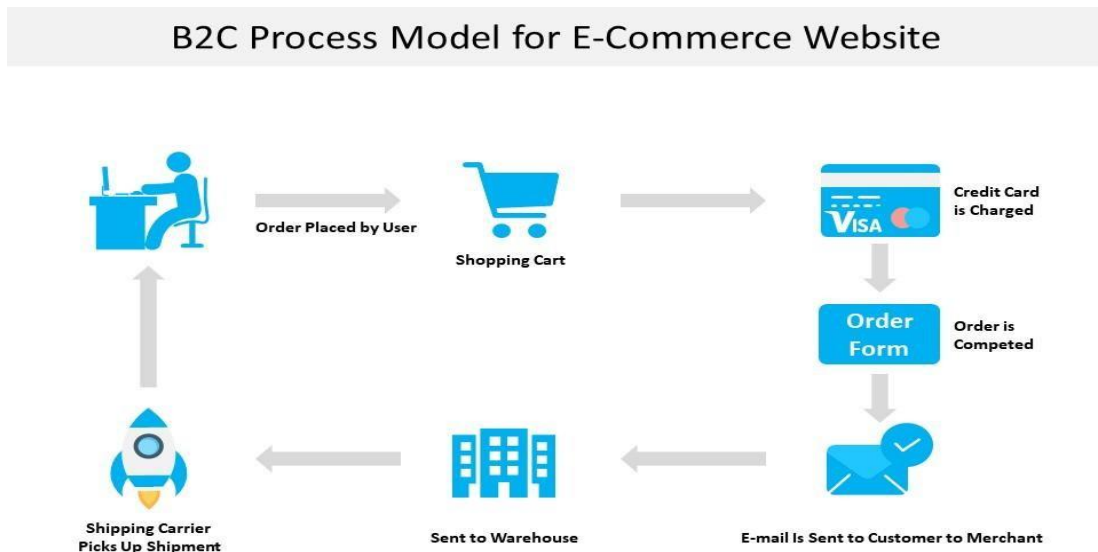 B2C Process Model for E-Commerce Website
Order Placed by User
Shopping Cart
VISA
Credit Card
is Charged
Order
Form
Order is
Competed
Shipping Carrier
Picks Up Shipment
Sent to Warehouse
E-mail Is Sent to Customer to Merchant